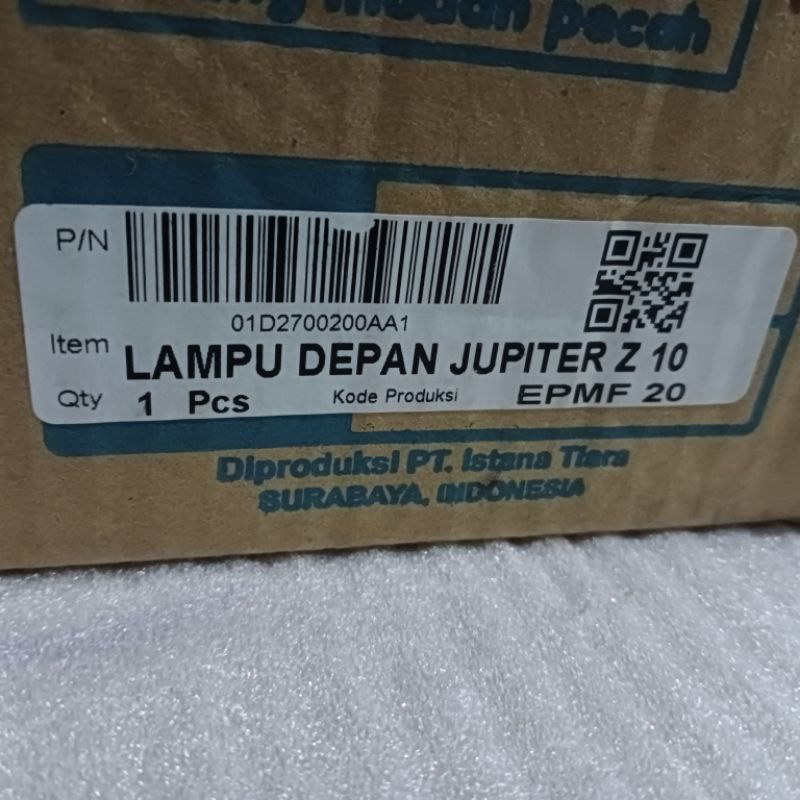 mudah pecah
P/N
01D2700200AA1
Item LAMPU DEPAN JUPITER Z 10
Qty 1 Pcs Kode Produksi EPMF 20
Diproduksi PT. Istana Tiara
SURABAYA, INDONESIA